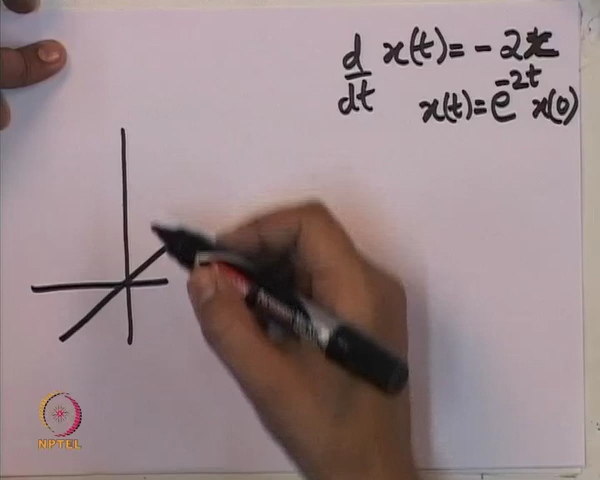 d/dt x(t) = - 2x
x(t) = e^{-2t} x(0)
NPTEL